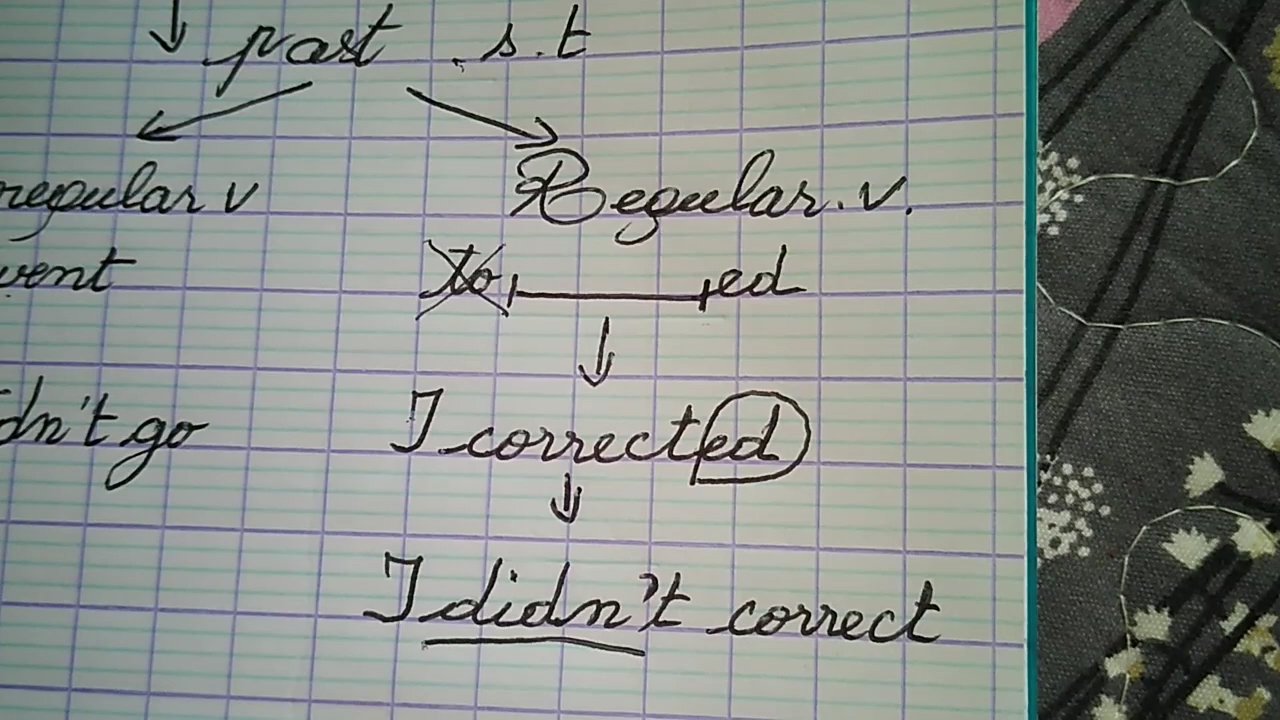 past .s.t
regular v Regular.v.
went to ed
dn't go I corrected
I didn't correct